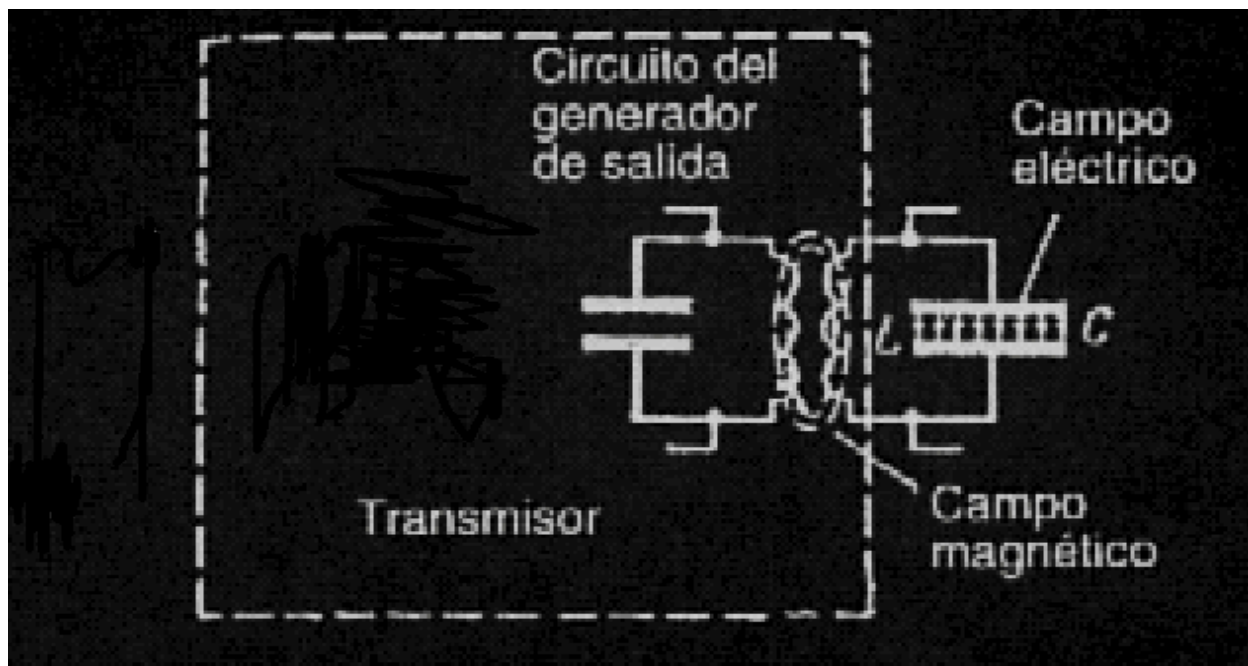 Circuito del
generador
de salida
Campo
eléctrico
L
C
Transmisor
Campo
magnético